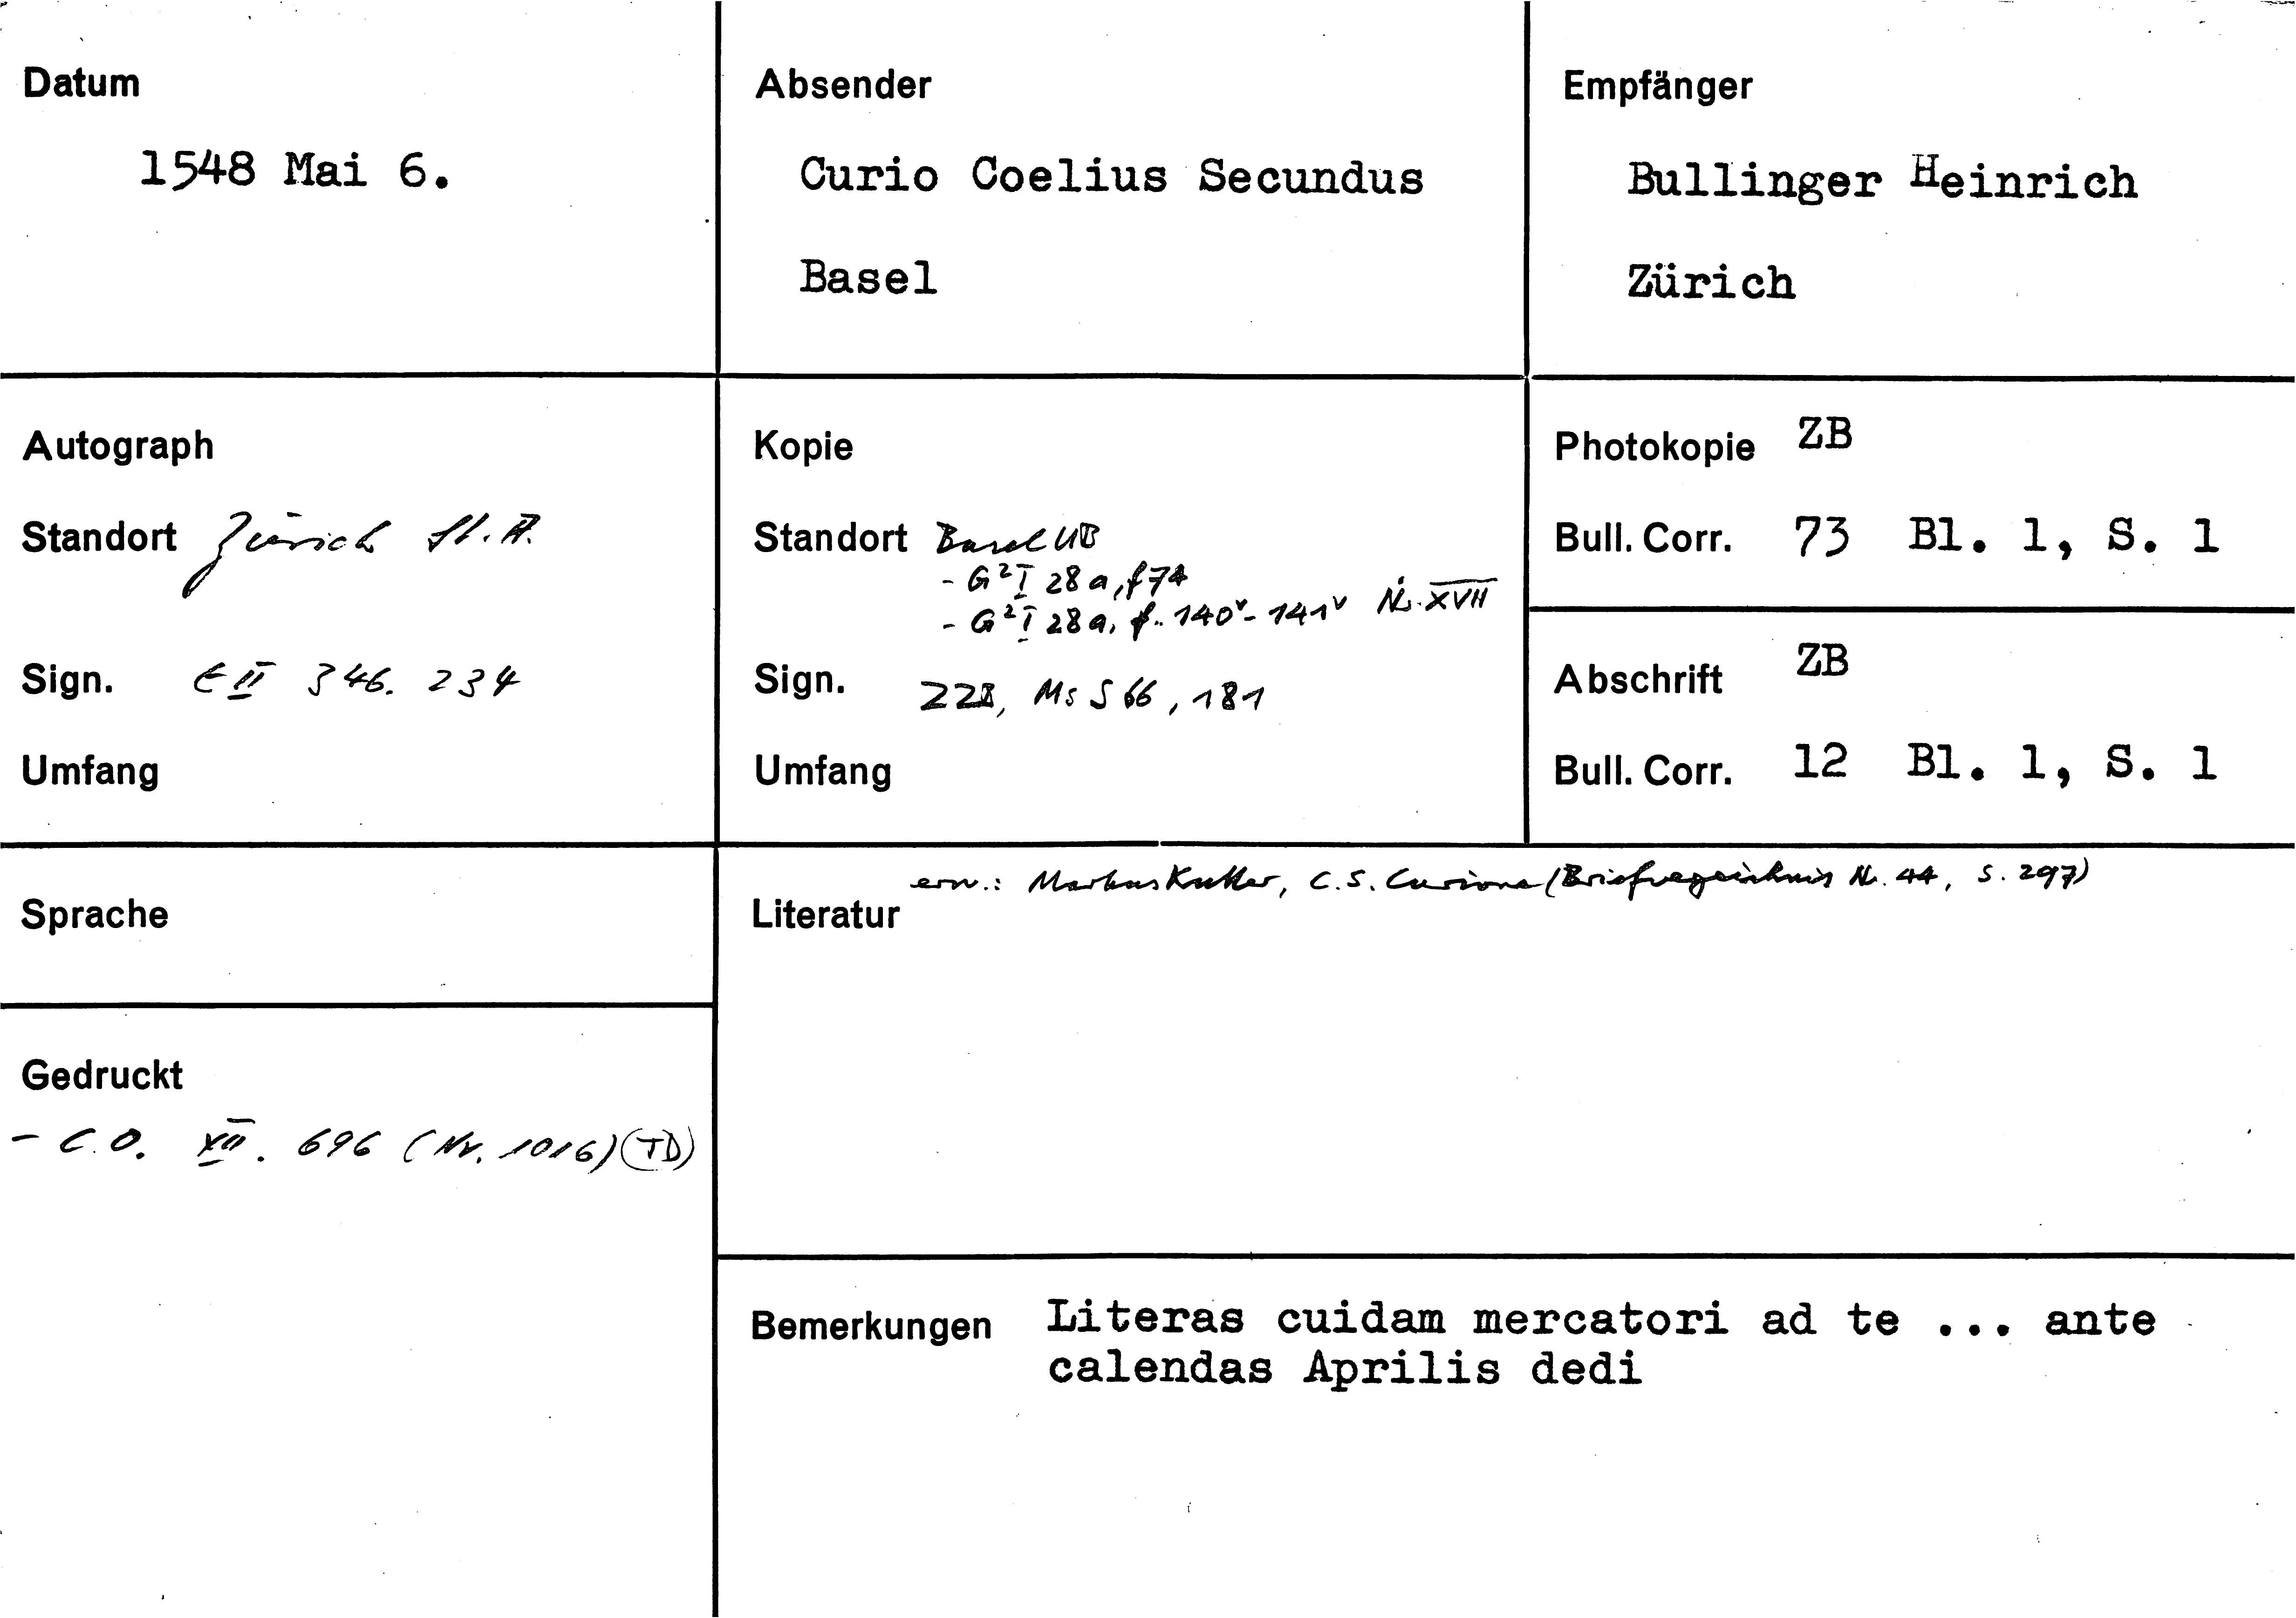 Datum
1548 Mai 6.
Absender
Curio Coelius Secundus
Basel
Empfänger
Bullinger Heinrich
Zürich
Autograph
Standort Zürich St. A.
Sign. E II 346. 234
Umfang
Kopie
Standort Basel UB
- G² I 28 a, f 74
- G² I 28 a, f. 140ᵛ - 141ᵛ Nr. XVII
Sign. ZZB, Ms S 66, 181
Umfang
Photokopie ZB
Bull. Corr. 73 Bl. 1, S. 1
Abschrift ZB
Bull. Corr. 12 Bl. 1, S. 1
Sprache
Gedruckt
- C.O. XII. 696 (Nr. 1016) (TD)
erw.: Markus Kutter, C.S. Curione (Briefverzeichnis Nr. 44, S. 297)
Literatur
Bemerkungen Literas cuidam mercatori ad te ... ante
calendas Aprilis dedi